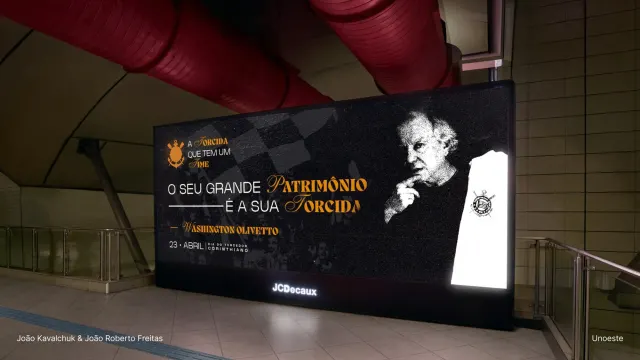 A TORCIDA
QUE TEM UM
TIME
O SEU GRANDE PATRIMÔNIO
É A SUA TORCIDA
— WASHINGTON OLIVETTO
23 • ABRIL | DIA DO TORCEDOR
CORINTHIANO
JCDecaux
João Kavalchuk & João Roberto Freitas
Unoeste